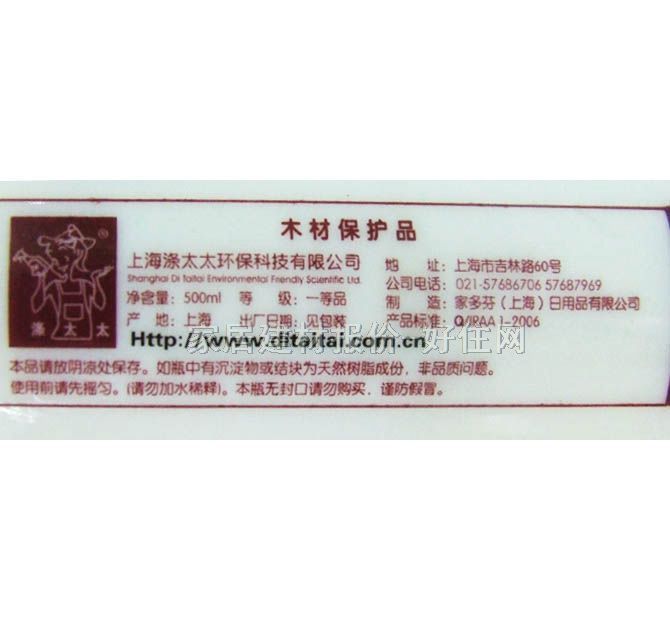 木材保护品
上海涤太太环保科技有限公司
Shanghai Di Taitai Environmental Friendly Scientific Ltd.
净含量：500ml 等 级：一等品
产 地：上海 出厂日期：见包装
地 址：上海市吉林路60号
公司电话：021-57686706 57687969
制 造：家多芬（上海）日用品有限公司
产品标准：Q/IRAA 1-2006
Http://www.ditaitai.com.cn
涤太太
®
家居建材报价 好住网
本品请放阴凉处保存。如瓶中有沉淀物或结块为天然树脂成份，非品质问题。
使用前请先摇匀。(请勿加水稀释)。本瓶无封口请勿购买，谨防假冒。